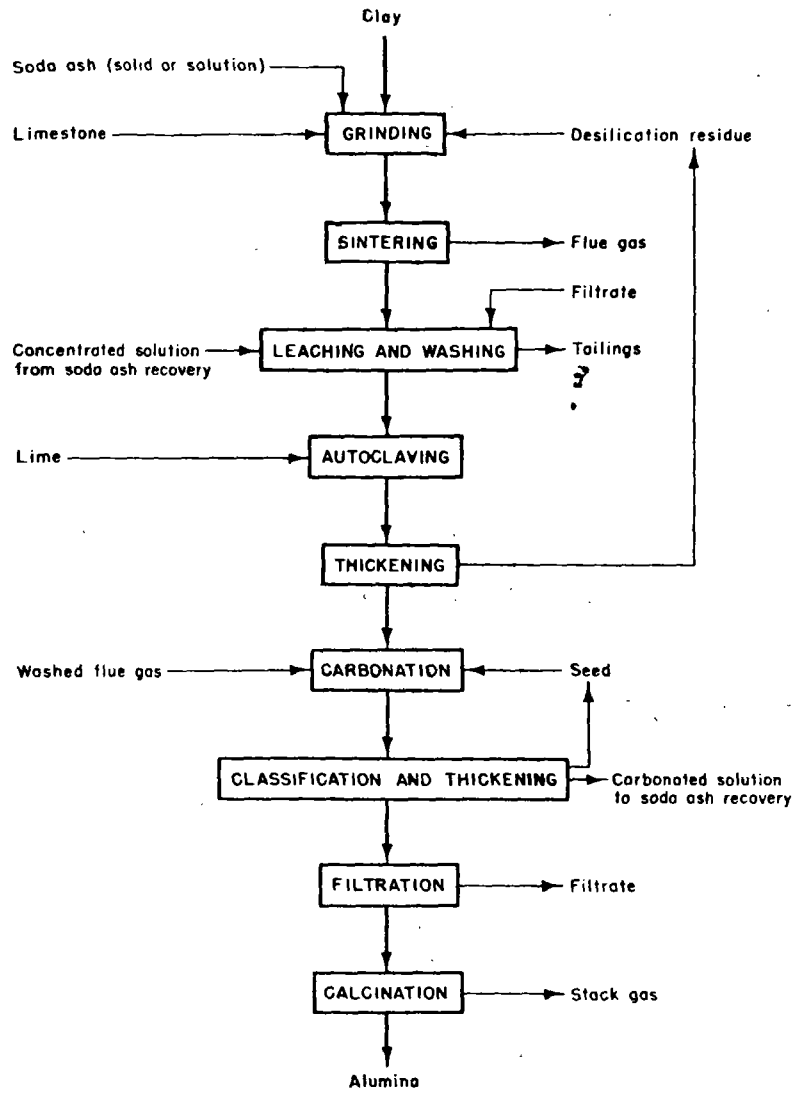 Clay
Soda ash (solid or solution)
Limestone
GRINDING
Desilication residue
SINTERING
Flue gas
Filtrate
Concentrated solution
from soda ash recovery
LEACHING AND WASHING
Tailings
Lime
AUTOCLAVING
THICKENING
Washed flue gas
CARBONATION
Seed
CLASSIFICATION AND THICKENING
Carbonated solution
to soda ash recovery
FILTRATION
Filtrate
CALCINATION
Stack gas
Alumina